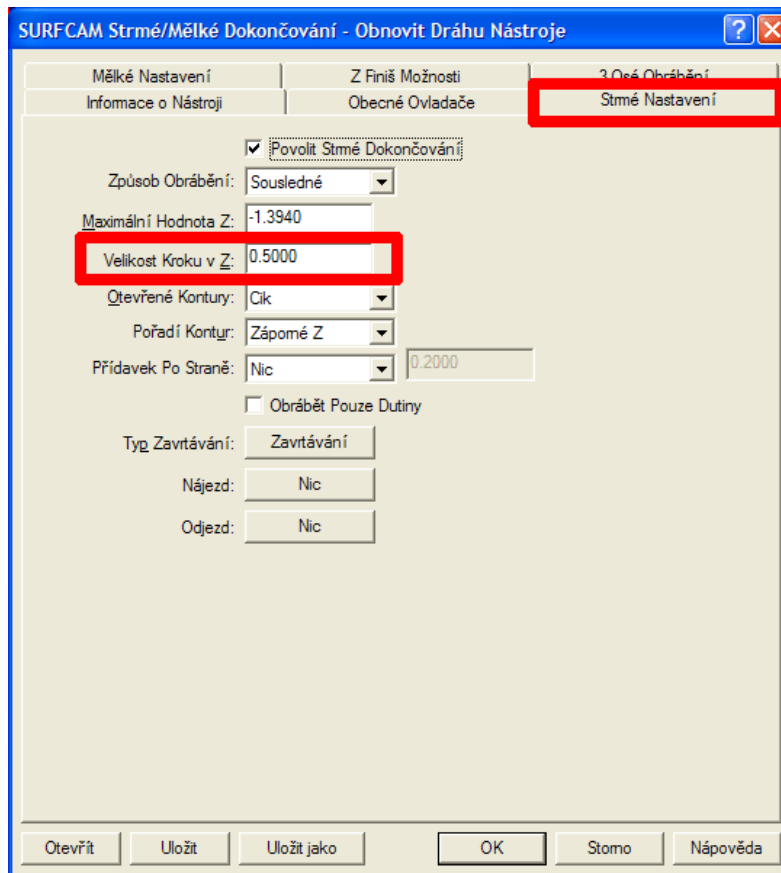 SURFCAM Strmé/Mělké Dokončování - Obnovit Dráhu Nástroje
Mělké Nastavení
Z Finiš Možnosti
3 Osé Obrábění
Informace o Nástroji
Obecné Ovladače
Strmé Nastavení
Povolit Strmé Dokončování
Způsob Obrábění: Sousledné
Maximální Hodnota Z: -1.3940
Velikost Kroku v Z: 0.5000
Otevřené Kontury: Cik
Pořadí Kontur: Záporné Z
Přídavek Po Straně: Nic 0.2000
Obrábět Pouze Dutiny
Typ Zavrtávání: Zavrtávání
Nájezd: Nic
Odjezd: Nic
Otevřít Uložit Uložit jako OK Storno Nápověda